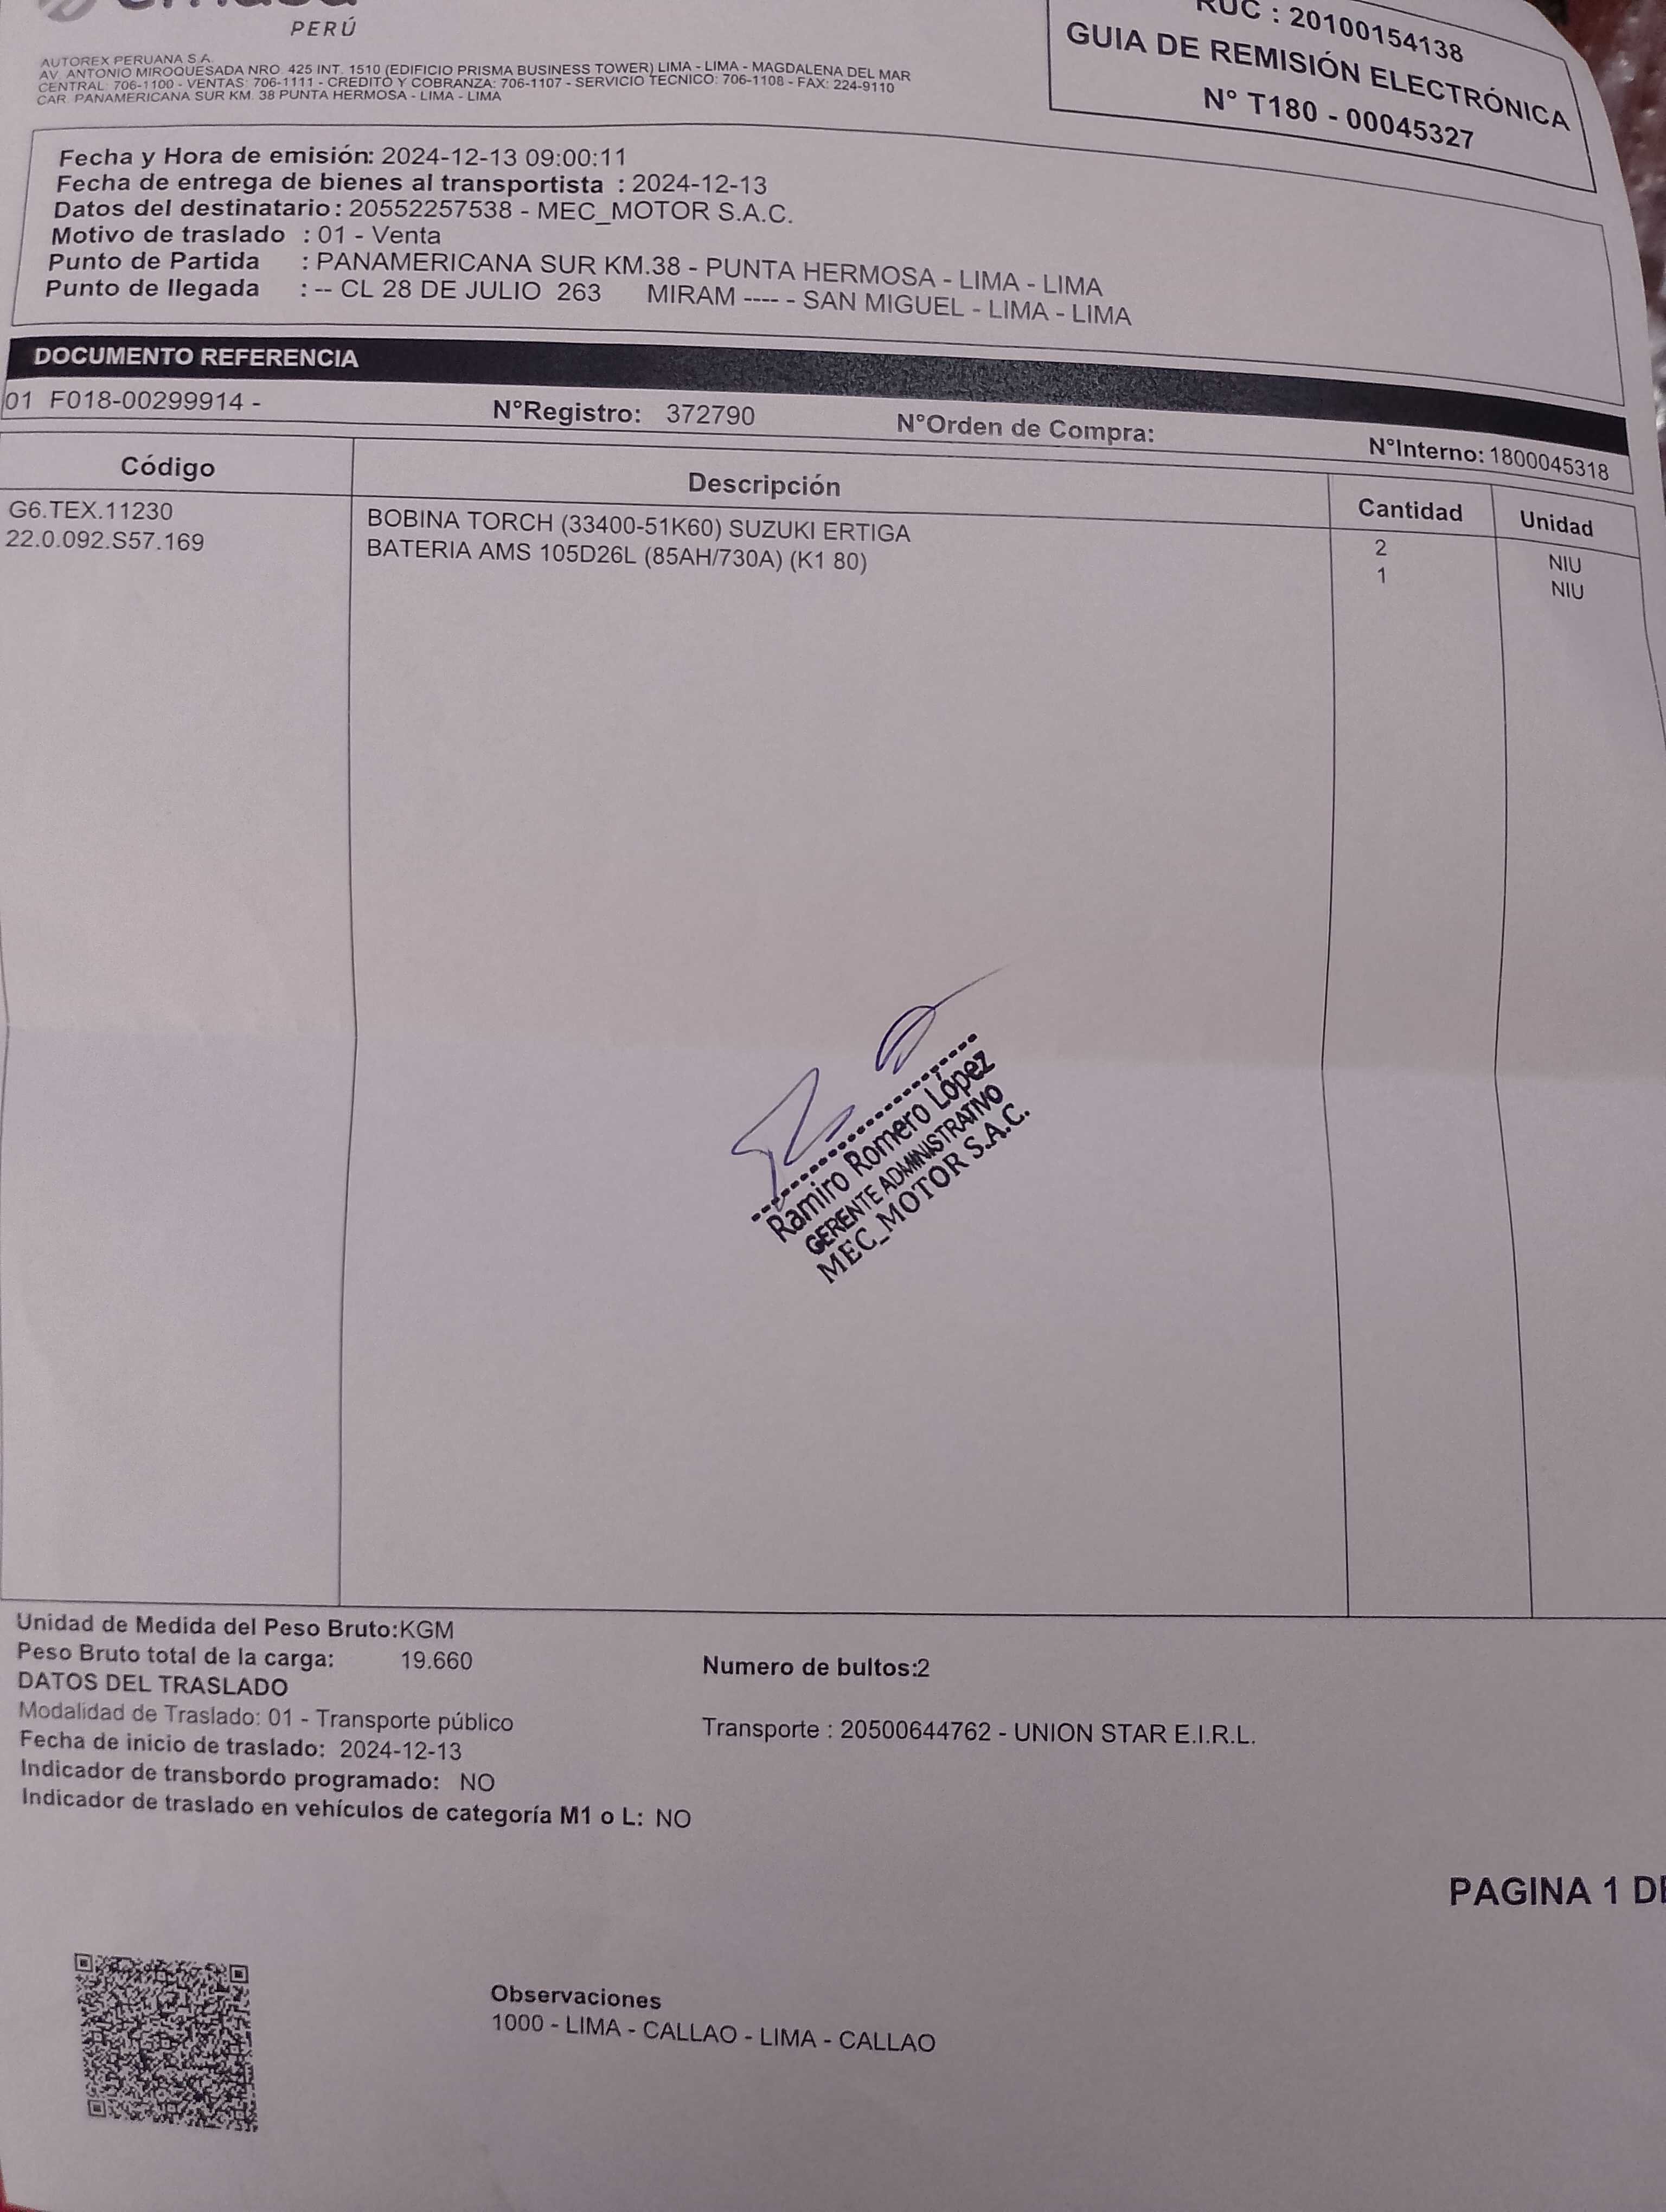 PERÚ
AUTOREX PERUANA S.A.
AV. ANTONIO MIROQUESADA NRO. 425 INT. 1510 (EDIFICIO PRISMA BUSINESS TOWER) LIMA - LIMA - MAGDALENA DEL MAR
CENTRAL: 706-1100 - VENTAS: 706-1111 - CREDITO Y COBRANZA: 706-1107 - SERVICIO TECNICO: 706-1108 - FAX: 224-9110
CAR. PANAMERICANA SUR KM. 38 PUNTA HERMOSA - LIMA - LIMA
RUC : 20100154138
GUIA DE REMISIÓN ELECTRÓNICA
N° T180 - 00045327
Fecha y Hora de emisión: 2024-12-13 09:00:11
Fecha de entrega de bienes al transportista : 2024-12-13
Datos del destinatario: 20552257538 - MEC_MOTOR S.A.C.
Motivo de traslado : 01 - Venta
Punto de Partida : PANAMERICANA SUR KM.38 - PUNTA HERMOSA - LIMA - LIMA
Punto de llegada : -- CL 28 DE JULIO 263 MIRAM ---- - SAN MIGUEL - LIMA - LIMA
DOCUMENTO REFERENCIA
01 F018-00299914 - N°Registro: 372790 N°Orden de Compra: N°Interno: 1800045318
Código Descripción Cantidad Unidad
G6.TEX.11230 BOBINA TORCH (33400-51K60) SUZUKI ERTIGA 2 NIU
22.0.092.S57.169 BATERIA AMS 105D26L (85AH/730A) (K1 80) 1 NIU
Ramiro Romero López
GERENTE ADMINISTRATIVO
MEC_MOTOR S.A.C.
Unidad de Medida del Peso Bruto:KGM
Peso Bruto total de la carga: 19.660 Numero de bultos:2
DATOS DEL TRASLADO
Modalidad de Traslado: 01 - Transporte público Transporte : 20500644762 - UNION STAR E.I.R.L.
Fecha de inicio de traslado: 2024-12-13
Indicador de transbordo programado: NO
Indicador de traslado en vehículos de categoría M1 o L: NO
PAGINA 1 DE
Observaciones
1000 - LIMA - CALLAO - LIMA - CALLAO